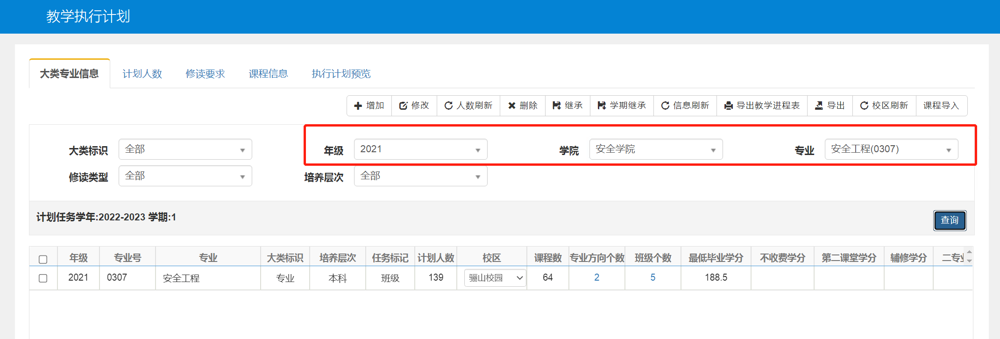 教学执行计划
大类专业信息 计划人数 修读要求 课程信息 执行计划预览
增加 修改 人数刷新 删除 继承 学期继承 信息刷新 导出教学进程表 导出 校区刷新 课程导入
大类标识 全部 年级 2021 学院 安全学院 专业 安全工程(0307)
修读类型 全部 培养层次 全部
计划任务学年:2022-2023 学期:1
查询
年级 专业号 专业 大类标识 培养层次 任务标记 计划人数 校区 课程数 专业方向个数 班级个数 最低毕业学分 不收费学分 第二课堂学分 辅修学分 二专
2021 0307 安全工程 专业 本科 班级 139 骊山校园 64 2 5 188.5